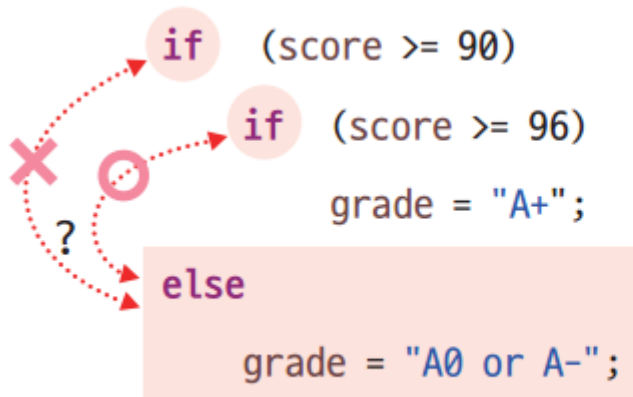 if (score >= 90)
if (score >= 96)
grade = "A+";
?
else
grade = "A0 or A-";